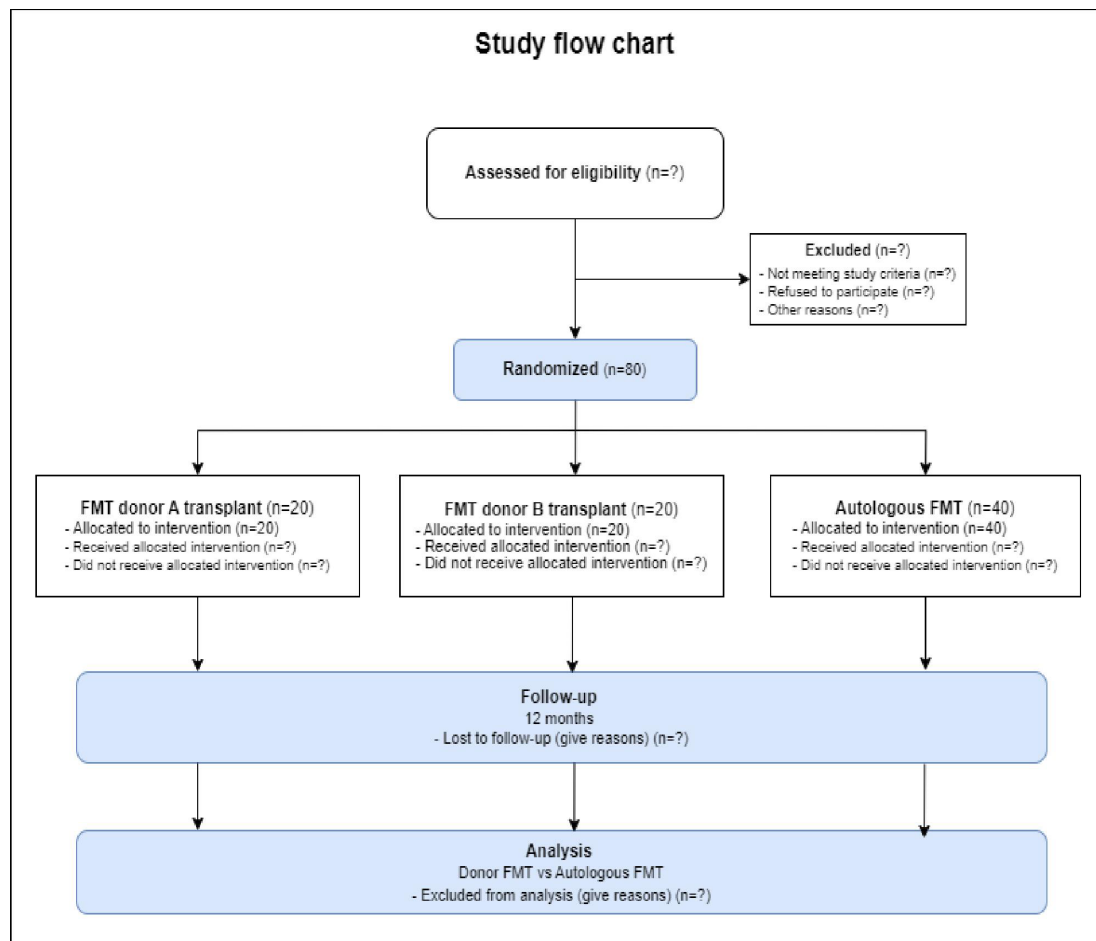 Study flow chart
Assessed for eligibility (n=?)
Excluded (n=?)
- Not meeting study criteria (n=?)
- Refused to participate (n=?)
- Other reasons (n=?)
Randomized (n=80)
FMT donor A transplant (n=20)
- Allocated to intervention (n=20)
- Received allocated intervention (n=?)
- Did not receive allocated intervention (n=?)
FMT donor B transplant (n=20)
- Allocated to intervention (n=20)
- Received allocated intervention (n=?)
- Did not receive allocated intervention (n=?)
Autologous FMT (n=40)
- Allocated to intervention (n=40)
- Received allocated intervention (n=?)
- Did not receive allocated intervention (n=?)
Follow-up
12 months
- Lost to follow-up (give reasons) (n=?)
Analysis
Donor FMT vs Autologous FMT
- Excluded from analysis (give reasons) (n=?)